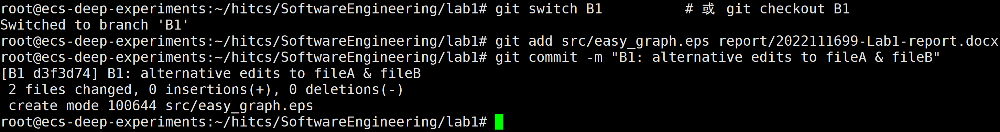 root@ecs-deep-experiments:~/hitcs/SoftwareEngineering/lab1# git switch B1          # 或 git checkout B1
Switched to branch 'B1'
root@ecs-deep-experiments:~/hitcs/SoftwareEngineering/lab1# git add src/easy_graph.eps report/2022111699-Lab1-report.docx
root@ecs-deep-experiments:~/hitcs/SoftwareEngineering/lab1# git commit -m "B1: alternative edits to fileA & fileB"
[B1 d3f3d74] B1: alternative edits to fileA & fileB
 2 files changed, 0 insertions(+), 0 deletions(-)
 create mode 100644 src/easy_graph.eps
root@ecs-deep-experiments:~/hitcs/SoftwareEngineering/lab1#